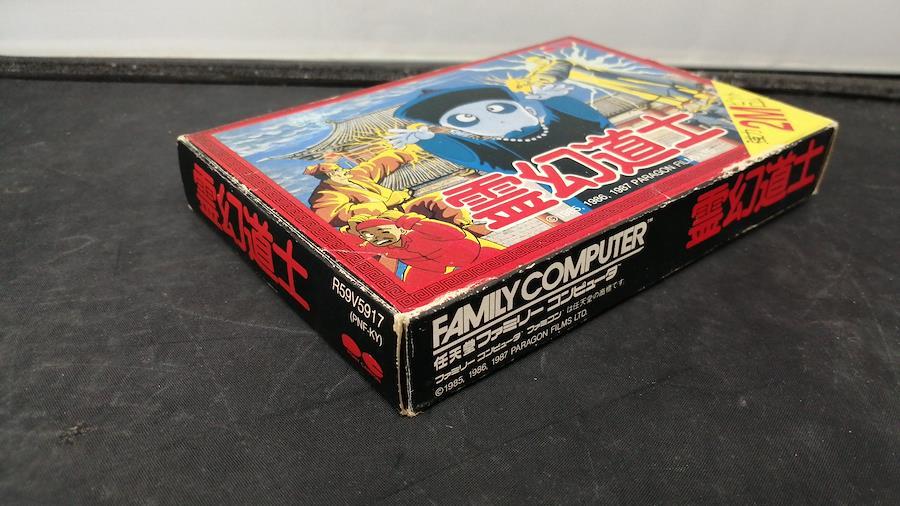 霊幻道士
1986, 1987 PARAGON FILMS
2M
霊幻道士
R59V5917
(PNF-KY)
FAMILY COMPUTER™
任天堂ファミリーコンピュータ
ファミリーコンピュータ ファミコン は任天堂の商標です
©1985, 1986, 1987 PARAGON FILMS LTD.
霊幻道士